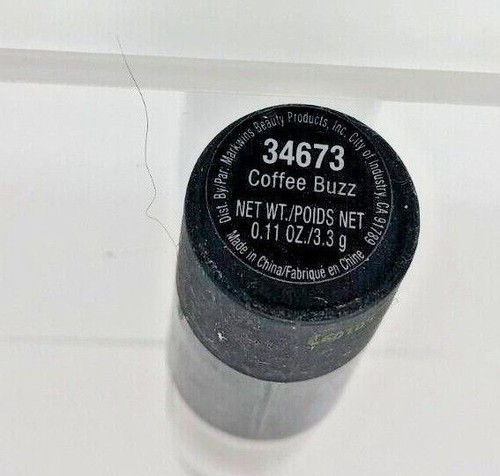 Dist. By/Par: Markwins Beauty Products, Inc. City of Industry, CA 91789
34673
Coffee Buzz
NET WT./POIDS NET
0.11 OZ./3.3 g
Made in China/Fabriqué en Chine